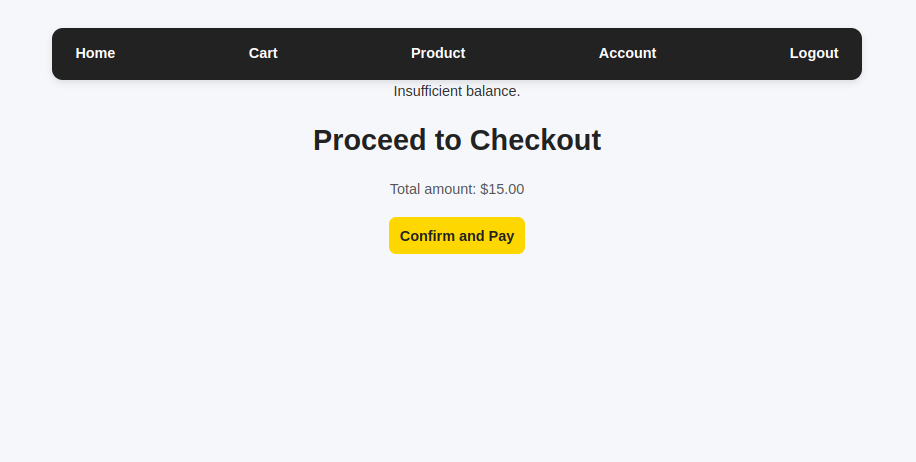 Home Cart Product Account Logout
Insufficient balance.
Proceed to Checkout
Total amount: $15.00
Confirm and Pay